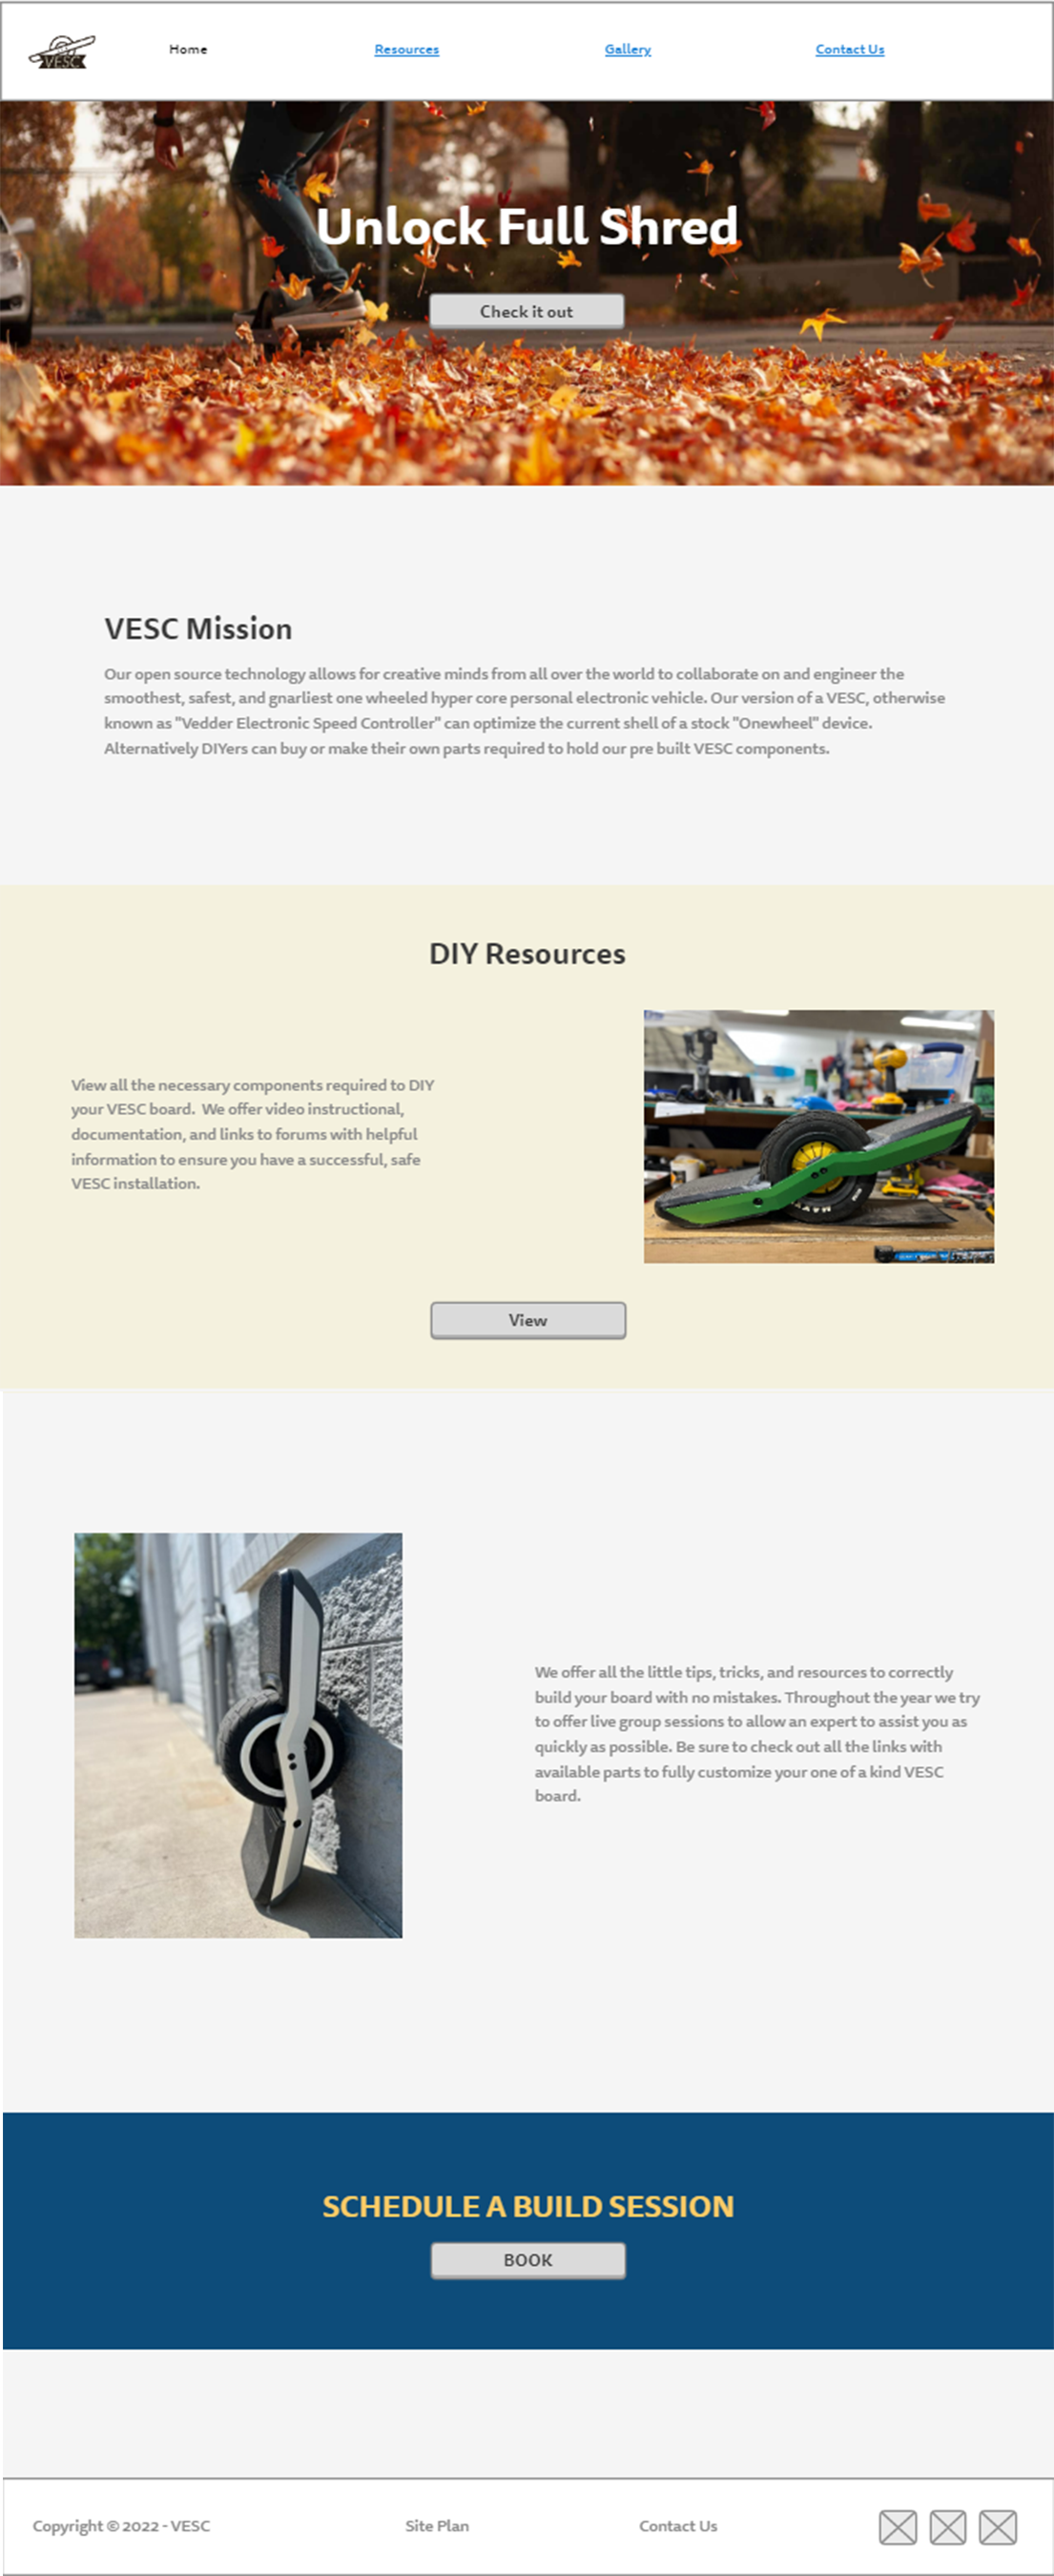 VESC
Home
Resources
Gallery
Contact Us
Unlock Full Shred
Check it out
VESC Mission
Our open source technology allows for creative minds from all over the world to collaborate on and engineer the
smoothest, safest, and gnarliest one wheeled hyper core personal electronic vehicle. Our version of a VESC, otherwise
known as "Vedder Electronic Speed Controller" can optimize the current shell of a stock "Onewheel" device.
Alternatively DIYers can buy or make their own parts required to hold our pre built VESC components.
DIY Resources
View all the necessary components required to DIY
your VESC board. We offer video instructional,
documentation, and links to forums with helpful
information to ensure you have a successful, safe
VESC installation.
View
We offer all the little tips, tricks, and resources to correctly
build your board with no mistakes. Throughout the year we try
to offer live group sessions to allow an expert to assist you as
quickly as possible. Be sure to check out all the links with
available parts to fully customize your one of a kind VESC
board.
SCHEDULE A BUILD SESSION
BOOK
Copyright © 2022 - VESC
Site Plan
Contact Us